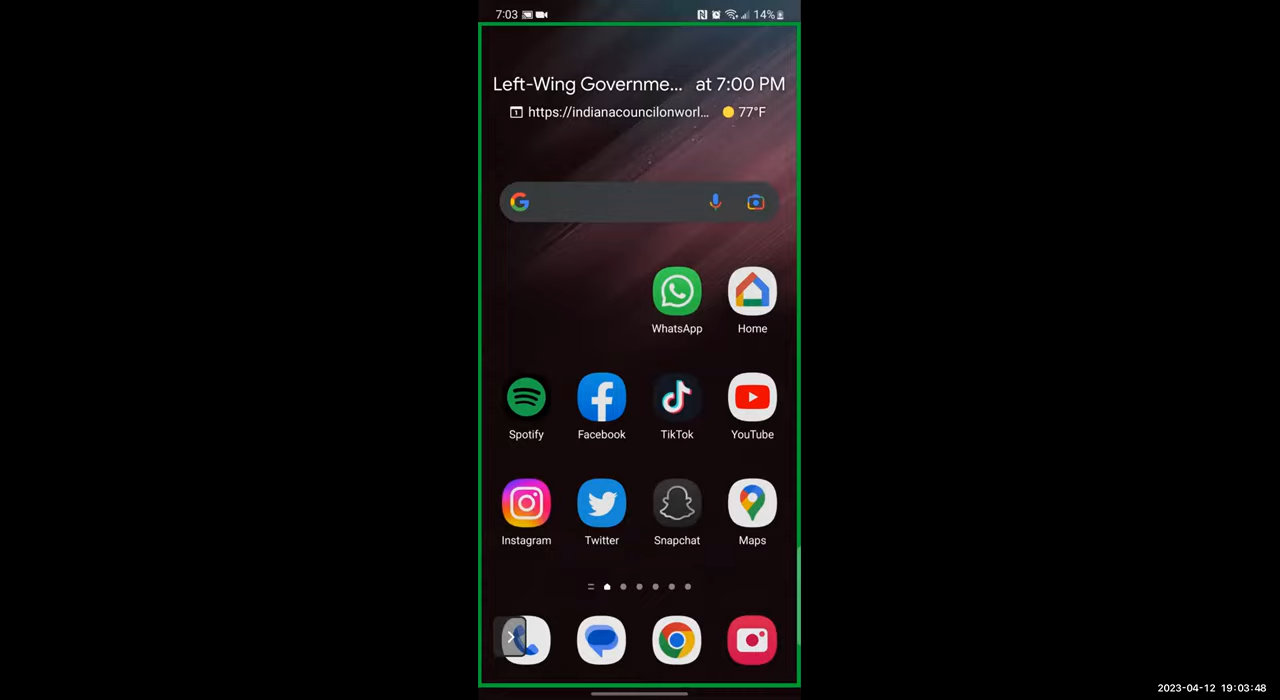 7:03 14%
Left-Wing Governme... at 7:00 PM
https://indianacouncilonworl... 77°F
WhatsApp Home
Spotify Facebook TikTok YouTube
Instagram Twitter Snapchat Maps
2023-04-12 19:03:48